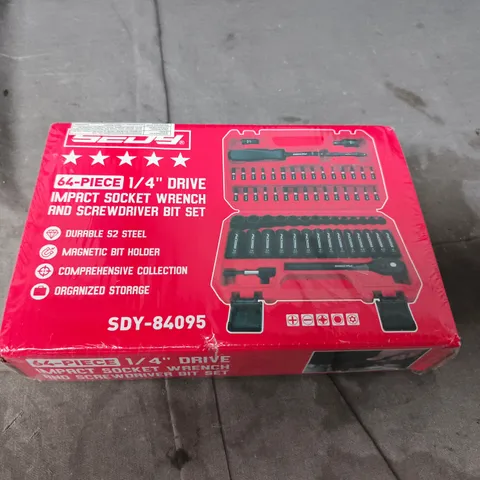 SEDY
64-PIECE 1/4" DRIVE
IMPACT SOCKET WRENCH
AND SCREWDRIVER BIT SET
DURABLE S2 STEEL
MAGNETIC BIT HOLDER
COMPREHENSIVE COLLECTION
ORGANIZED STORAGE
SDY-84095
64-PIECE 1/4" DRIVE
IMPACT SOCKET WRENCH
AND SCREWDRIVER BIT SET